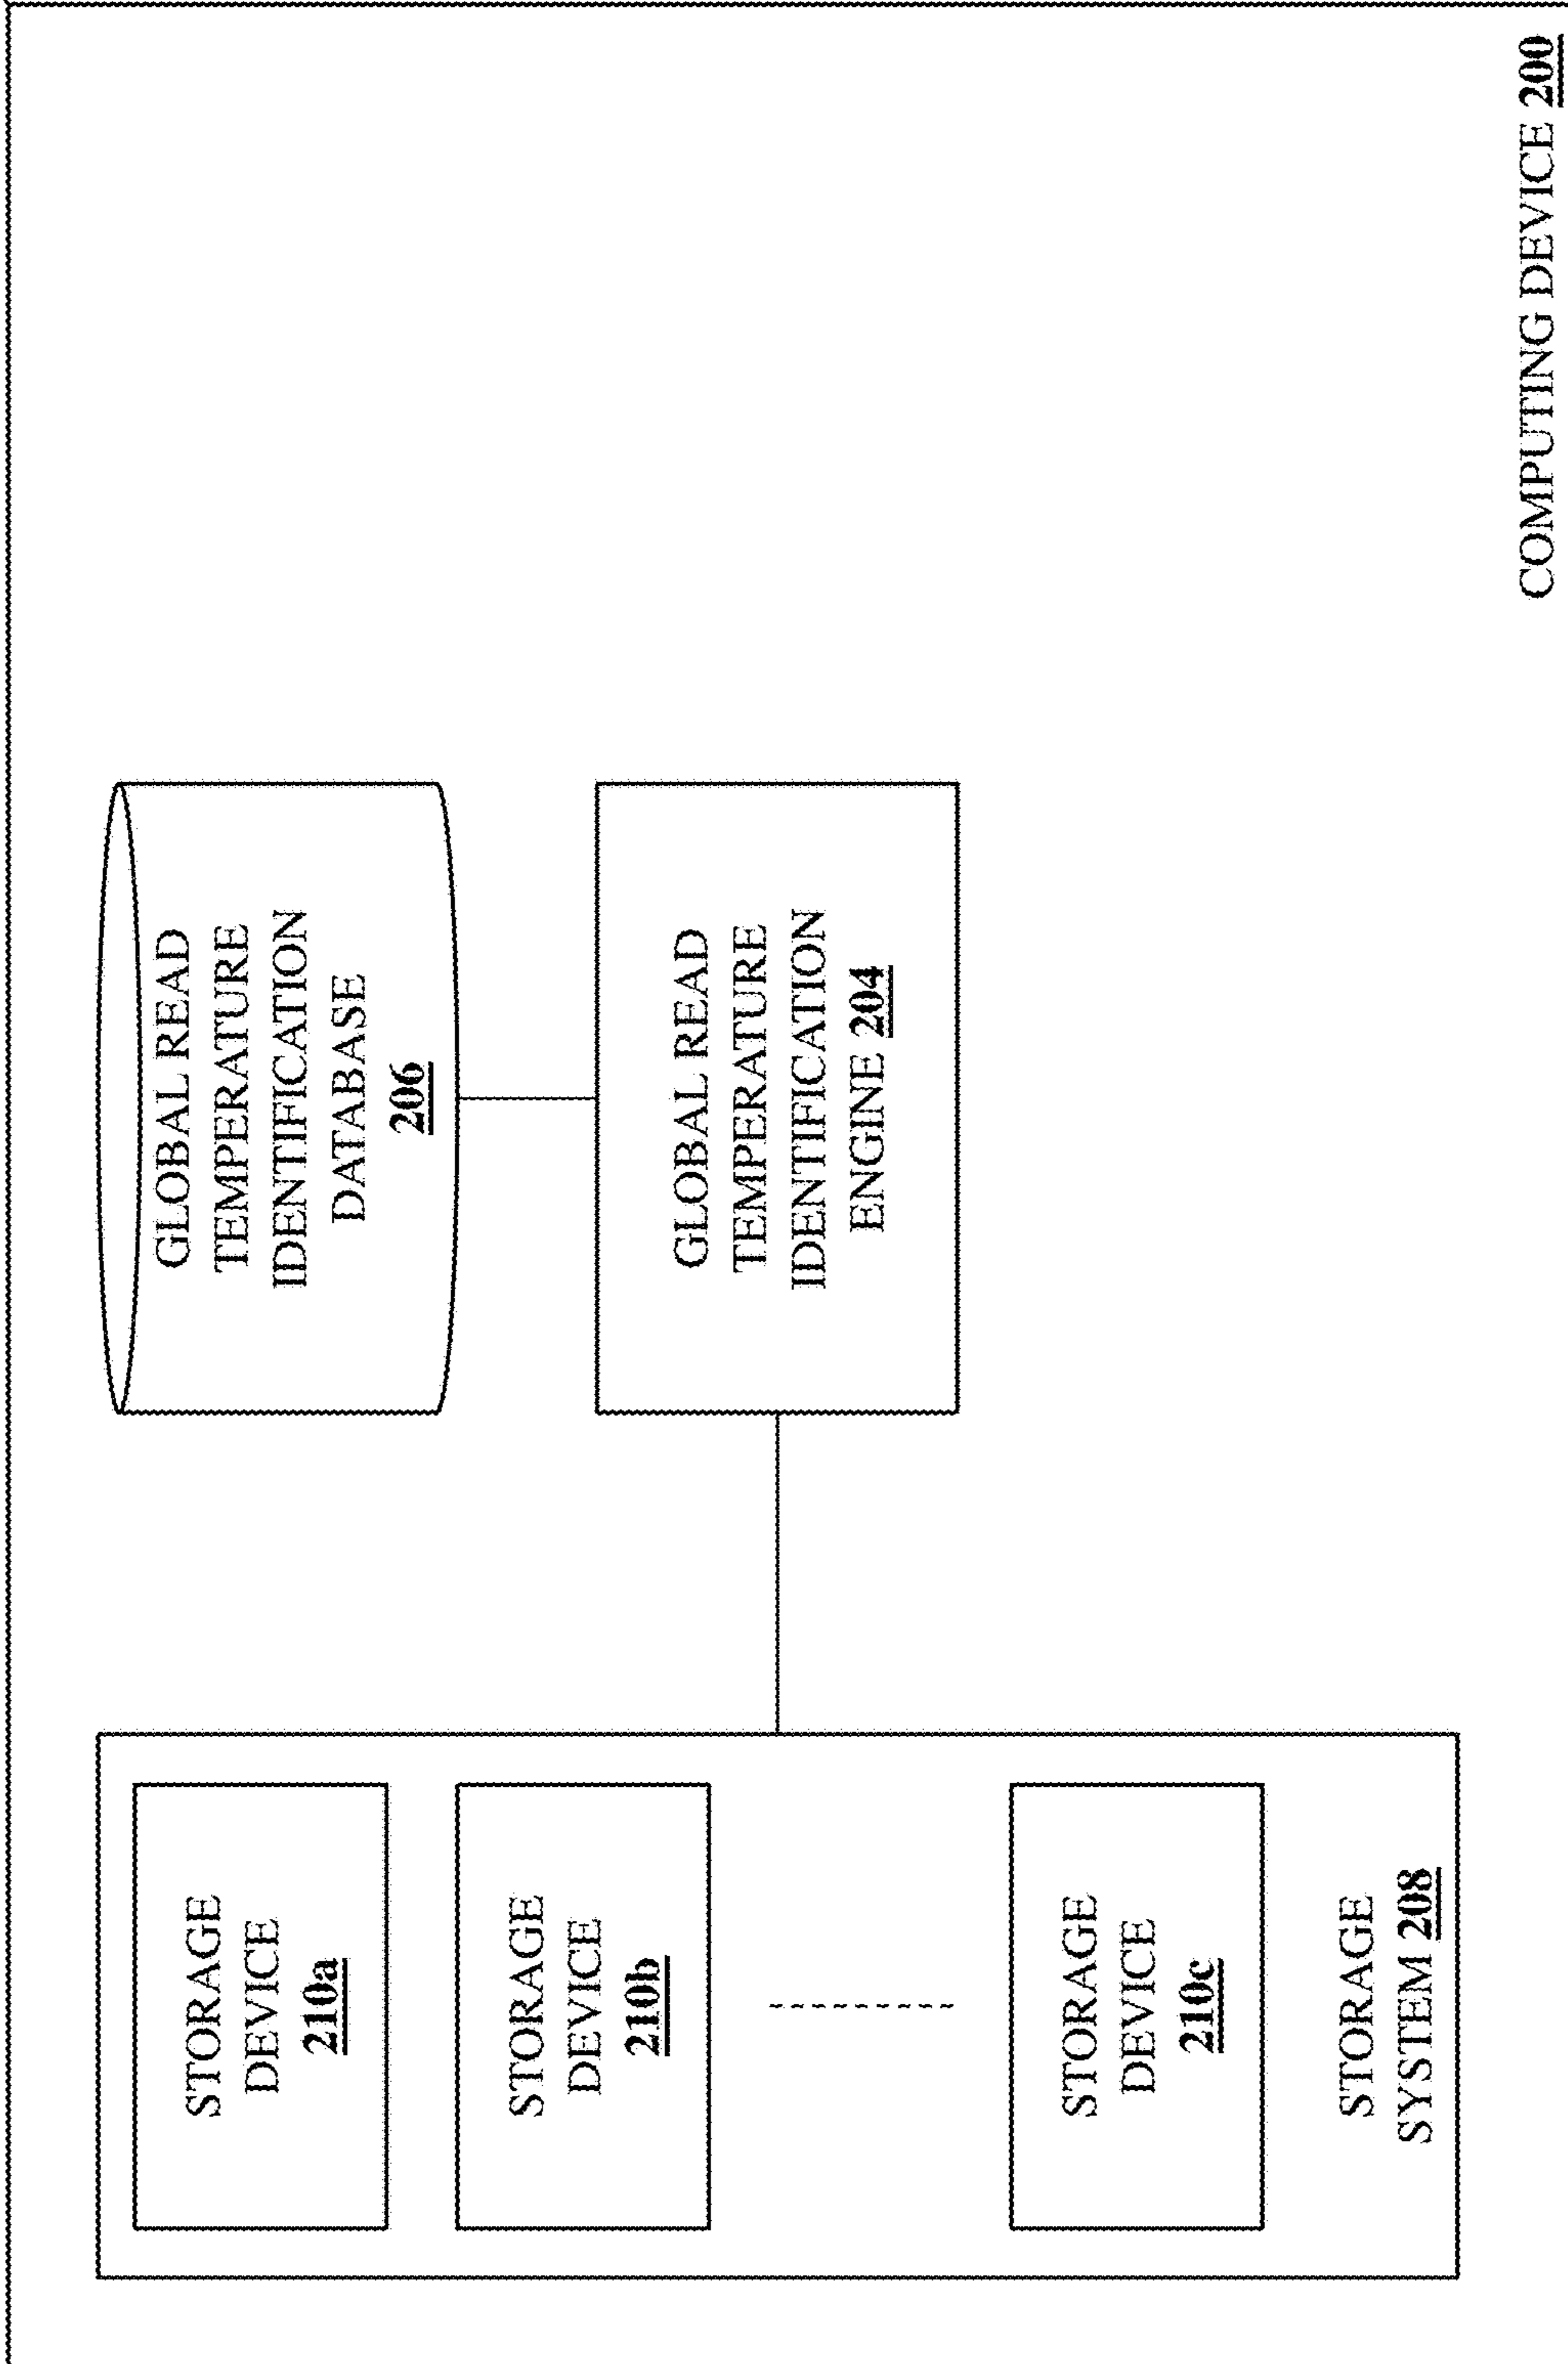 GLOBAL READ
TEMPERATURE
IDENTIFICATION
DATABASE
206
GLOBAL READ
TEMPERATURE
IDENTIFICATION
ENGINE 204
STORAGE
DEVICE
210a
STORAGE
DEVICE
210b
STORAGE
DEVICE
210c
STORAGE
SYSTEM 208
COMPUTING DEVICE 200